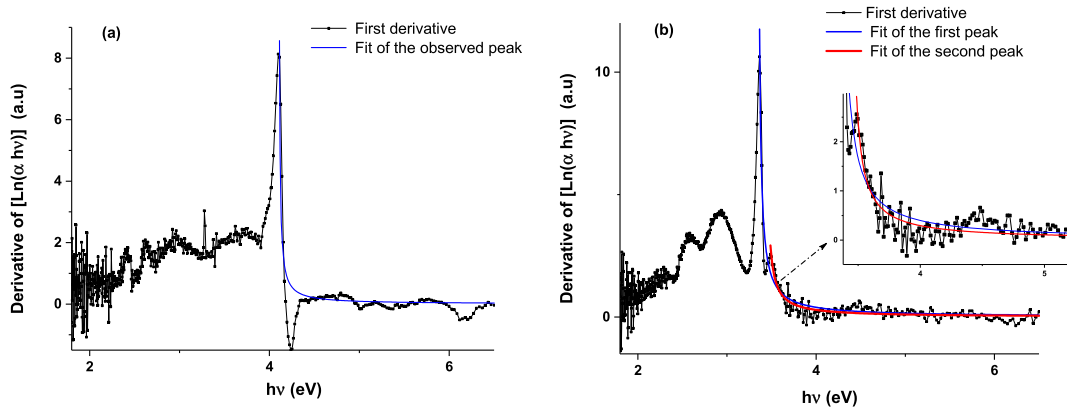 (a)
First derivative
Fit of the observed peak
Derivative of [Ln(α hν)] (a.u)
8
6
4
2
0
2
4
6
hν (eV)
(b)
First derivative
Fit of the first peak
Fit of the second peak
Derivative of [Ln(α hν)] (a.u)
10
0
2
1
0
4
5
2
4
6
hν (eV)